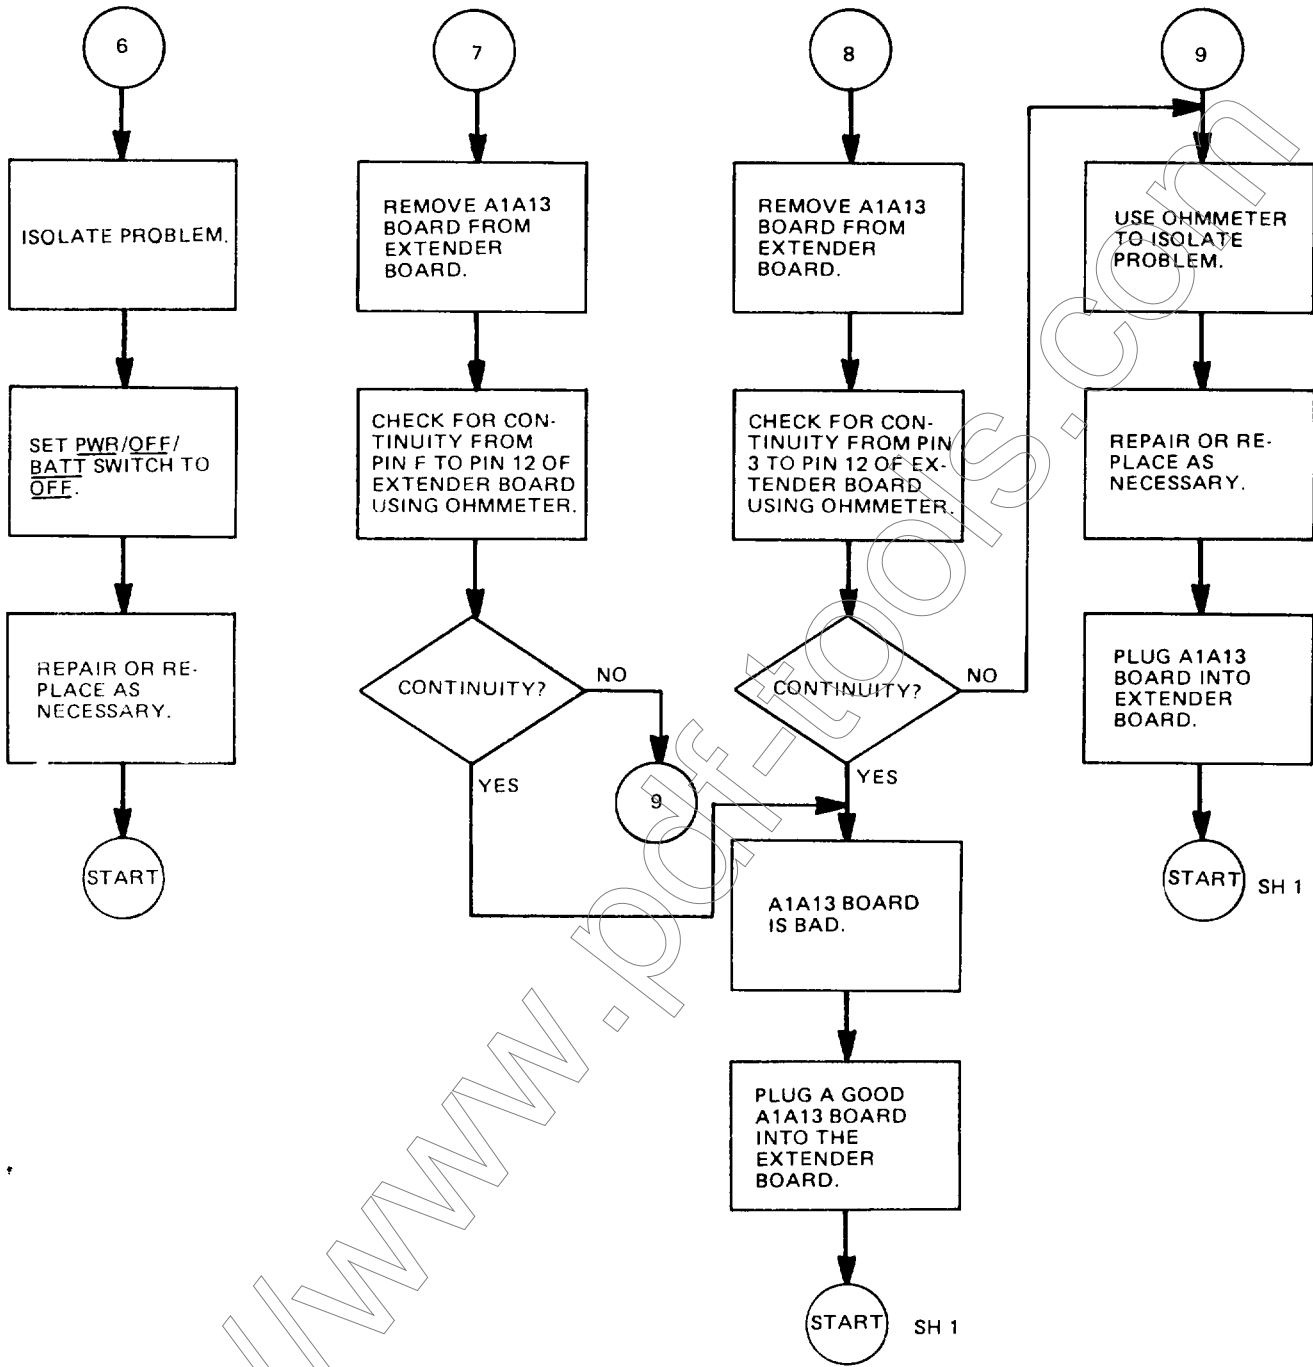 6
ISOLATE PROBLEM.
SET PWR/OFF/
BATT SWITCH TO
OFF.
REPAIR OR RE-
PLACE AS
NECESSARY.
START
7
REMOVE A1A13
BOARD FROM
EXTENDER
BOARD.
CHECK FOR CON-
TINUITY FROM
PIN F TO PIN 12 OF
EXTENDER BOARD
USING OHMMETER.
CONTINUITY?
NO
9
YES
8
REMOVE A1A13
BOARD FROM
EXTENDER
BOARD.
CHECK FOR CON-
TINUITY FROM PIN
3 TO PIN 12 OF EX-
TENDER BOARD
USING OHMMETER.
CONTINUITY?
NO
YES
A1A13 BOARD
IS BAD.
PLUG A GOOD
A1A13 BOARD
INTO THE
EXTENDER
BOARD.
START
SH 1
9
USE OHMMETER
TO ISOLATE
PROBLEM.
REPAIR OR RE-
PLACE AS
NECESSARY.
PLUG A1A13
BOARD INTO
EXTENDER
BOARD.
START
SH 1
//www.pdf-tools.com